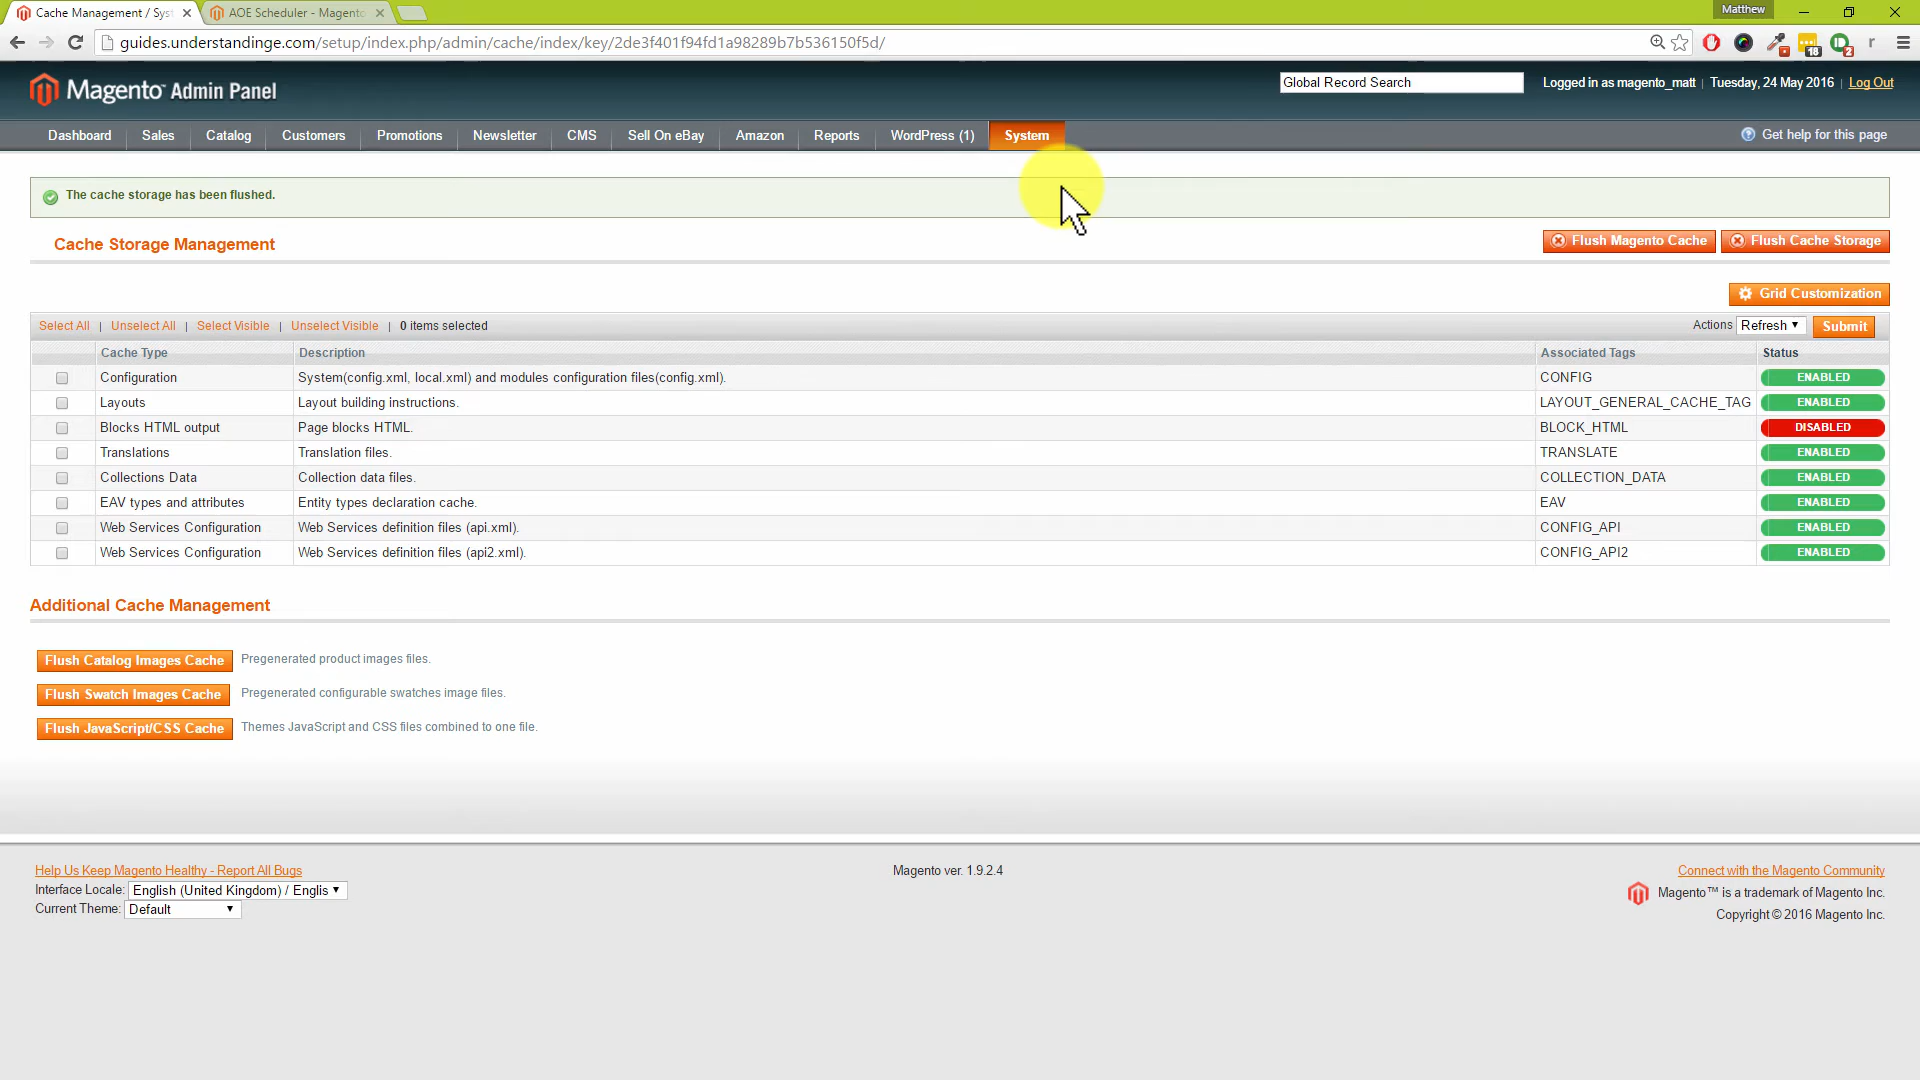 Cache Management / Sys
AOE Scheduler - Magento
Matthew
guides.understandinge.com/setup/index.php/admin/cache/index/key/2de3f401f94fd1a98289b7b536150f5d/
18
2
r
Magento™ Admin Panel
Global Record Search
Logged in as magento_matt | Tuesday, 24 May 2016 | Log Out
Dashboard Sales Catalog Customers Promotions Newsletter CMS Sell On eBay Amazon Reports WordPress (1) System
Get help for this page
The cache storage has been flushed.
Cache Storage Management
Flush Magento Cache Flush Cache Storage
Grid Customization
Select All | Unselect All | Select Visible | Unselect Visible | 0 items selected
Actions Refresh Submit
Cache Type Description Associated Tags Status
Configuration System(config.xml, local.xml) and modules configuration files(config.xml). CONFIG ENABLED
Layouts Layout building instructions. LAYOUT_GENERAL_CACHE_TAG ENABLED
Blocks HTML output Page blocks HTML. BLOCK_HTML DISABLED
Translations Translation files. TRANSLATE ENABLED
Collections Data Collection data files. COLLECTION_DATA ENABLED
EAV types and attributes Entity types declaration cache. EAV ENABLED
Web Services Configuration Web Services definition files (api.xml). CONFIG_API ENABLED
Web Services Configuration Web Services definition files (api2.xml). CONFIG_API2 ENABLED
Additional Cache Management
Flush Catalog Images Cache Pregenerated product images files.
Flush Swatch Images Cache Pregenerated configurable swatches image files.
Flush JavaScript/CSS Cache Themes JavaScript and CSS files combined to one file.
Help Us Keep Magento Healthy - Report All Bugs
Interface Locale: English (United Kingdom) / Englis
Current Theme: Default
Magento ver. 1.9.2.4
Connect with the Magento Community
Magento™ is a trademark of Magento Inc.
Copyright © 2016 Magento Inc.